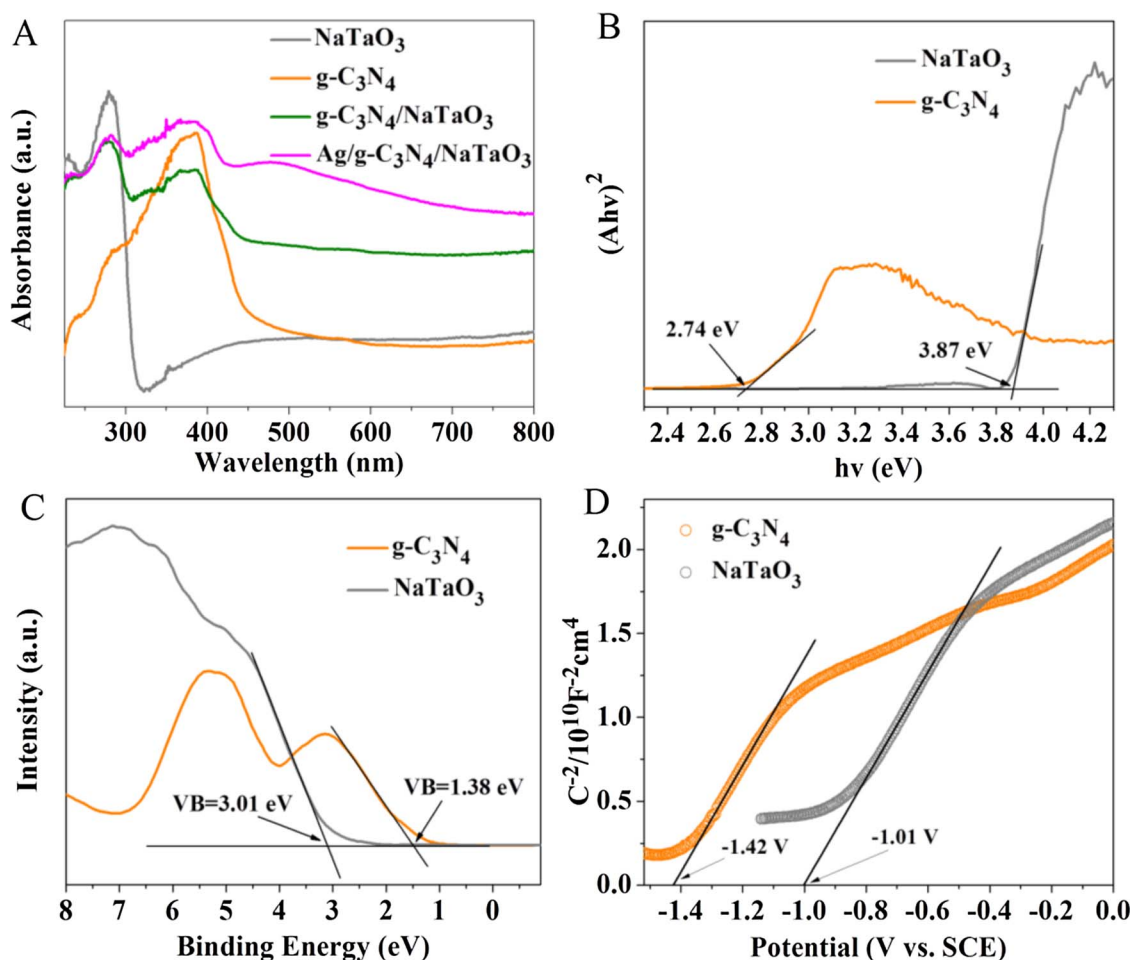 A
NaTaO₃
g-C₃N₄
g-C₃N₄/NaTaO₃
Ag/g-C₃N₄/NaTaO₃
Absorbance (a.u.)
300 400 500 600 700 800
Wavelength (nm)
B
NaTaO₃
g-C₃N₄
(Ahv)²
2.74 eV
3.87 eV
2.4 2.6 2.8 3.0 3.2 3.4 3.6 3.8 4.0 4.2
hv (eV)
C
g-C₃N₄
NaTaO₃
Intensity (a.u.)
VB=1.38 eV
VB=3.01 eV
8 7 6 5 4 3 2 1 0
Binding Energy (eV)
D
g-C₃N₄
NaTaO₃
C⁻²/10¹⁰F⁻²cm⁴
2.0
1.5
1.0
0.5
0.0
-1.42 V
-1.01 V
-1.4 -1.2 -1.0 -0.8 -0.6 -0.4 -0.2 0.0
Potential (V vs. SCE)